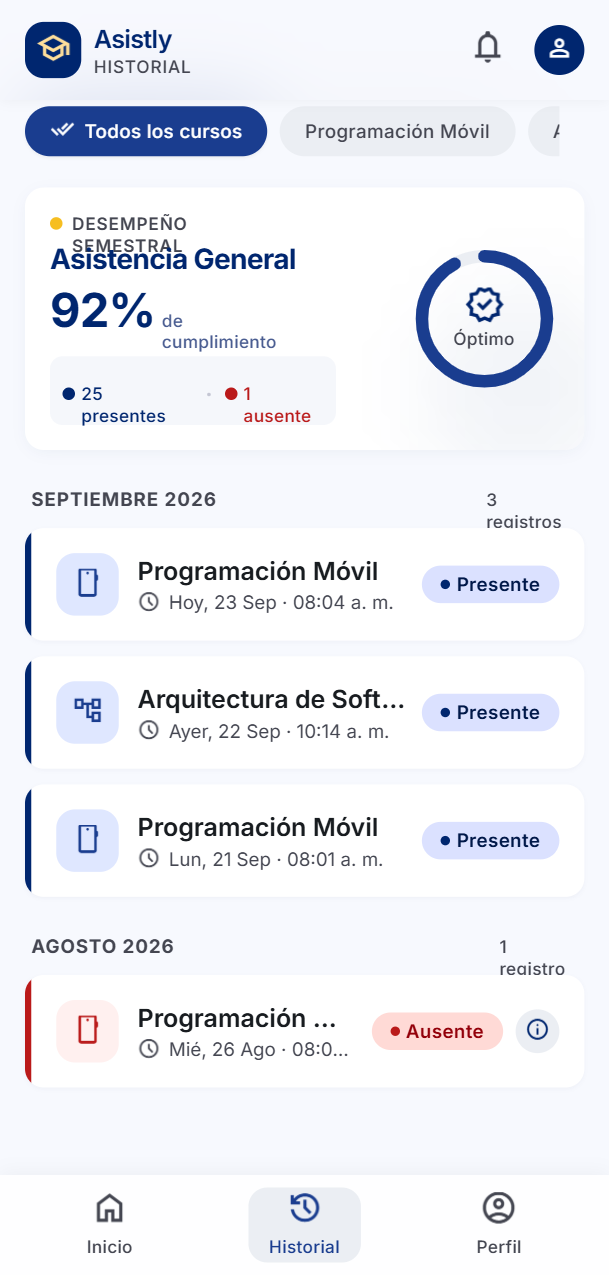 Asistly
HISTORIAL
Todos los cursos
Programación Móvil
DESEMPEÑO
SEMESTRAL
Asistencia General
92% de
cumplimiento
Óptimo
25
presentes
·
1
ausente
SEPTIEMBRE 2026
3
registros
Programación Móvil
Hoy, 23 Sep · 08:04 a. m.
Presente
Arquitectura de Soft...
Ayer, 22 Sep · 10:14 a. m.
Presente
Programación Móvil
Lun, 21 Sep · 08:01 a. m.
Presente
AGOSTO 2026
1
registro
Programación ...
Mié, 26 Ago · 08:0...
Ausente
Inicio
Historial
Perfil